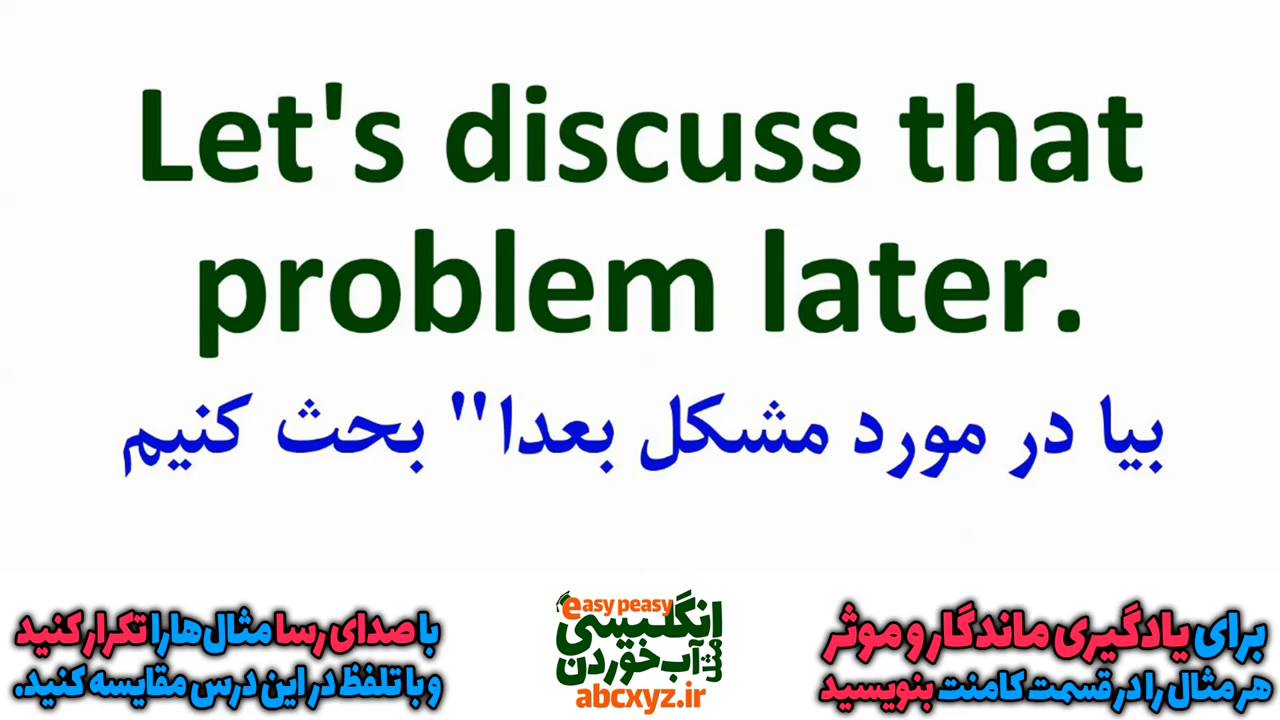 Let's discuss that
problem later.
بیا در مورد مشکل بعدا" بحث کنیم
با صدای رسا مثال‌ها را تکرار کنید
و با تلفظ در این درس مقایسه کنید.
easy peasy
انگلیسی
مثل آب خوردن
abcxyz.ir
برای یادگیری ماندگار و موثر
هر مثال را در قسمت کامنت بنویسید